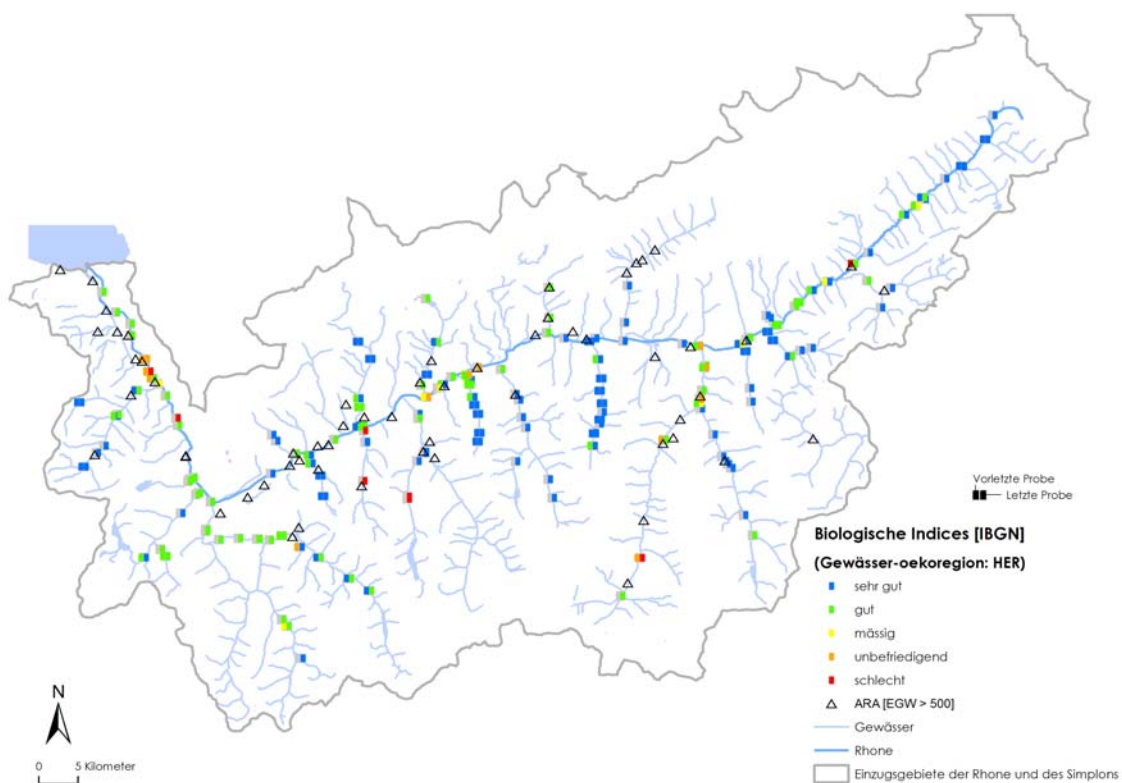 Vorletzte Probe
Letzte Probe
Biologische Indices [IBGN]
(Gewässer-oekoregion: HER)
sehr gut
gut
mässig
unbefriedigend
schlecht
ARA [EGW > 500]
Gewässer
Rhone
Einzugsgebiete der Rhone und des Simplons
N
0 5 Kilometer